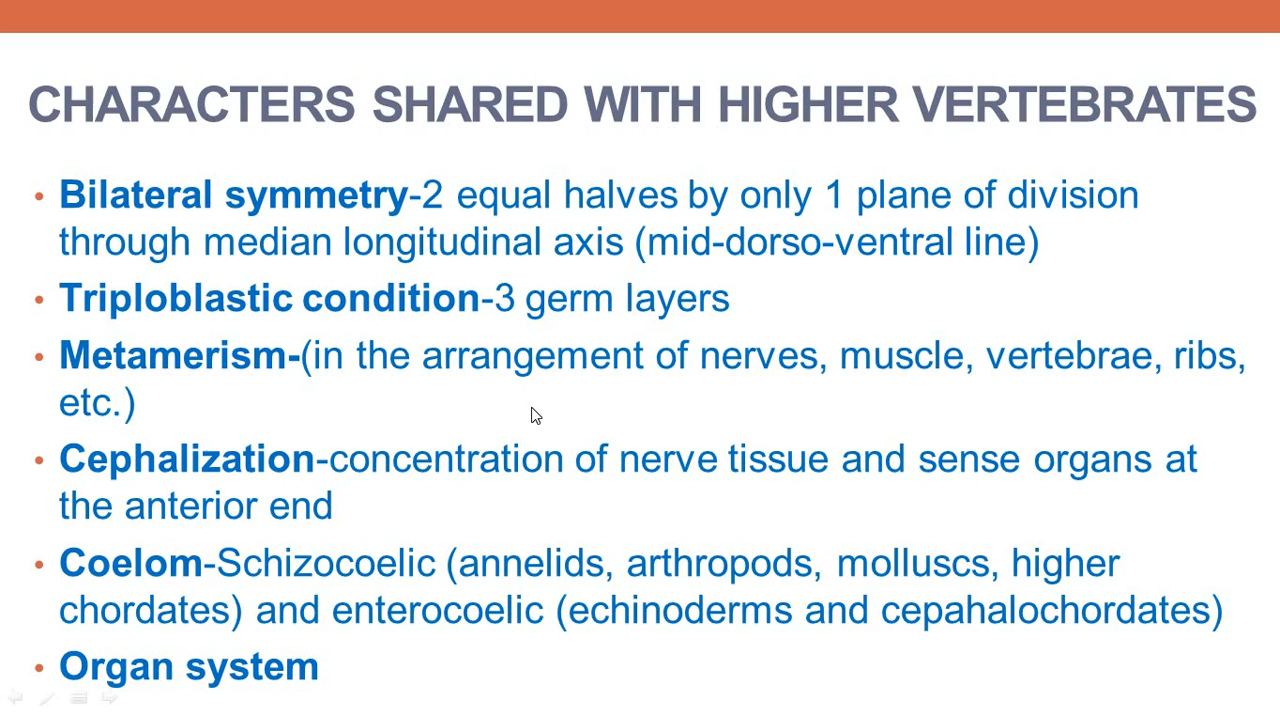 CHARACTERS SHARED WITH HIGHER VERTEBRATES
• Bilateral symmetry-2 equal halves by only 1 plane of division
through median longitudinal axis (mid-dorso-ventral line)
• Triploblastic condition-3 germ layers
• Metamerism-(in the arrangement of nerves, muscle, vertebrae, ribs,
etc.)
• Cephalization-concentration of nerve tissue and sense organs at
the anterior end
• Coelom-Schizocoelic (annelids, arthropods, molluscs, higher
chordates) and enterocoelic (echinoderms and cepahalochordates)
• Organ system